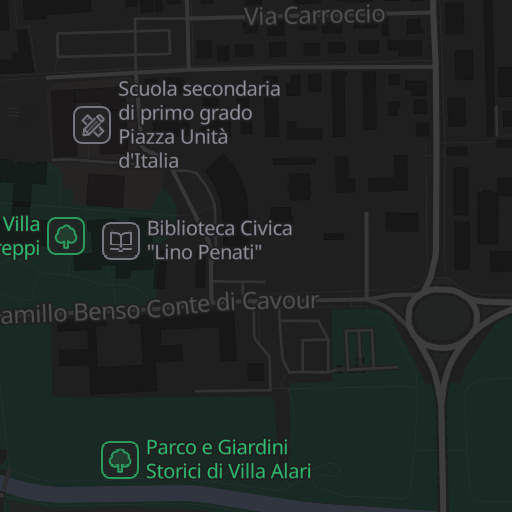 Via Carroccio
Scuola secondaria
di primo grado
Piazza Unità
d'Italia
Villa
reppi
Biblioteca Civica
"Lino Penati"
amillo Benso Conte di Cavour
Parco e Giardini
Storici di Villa Alari